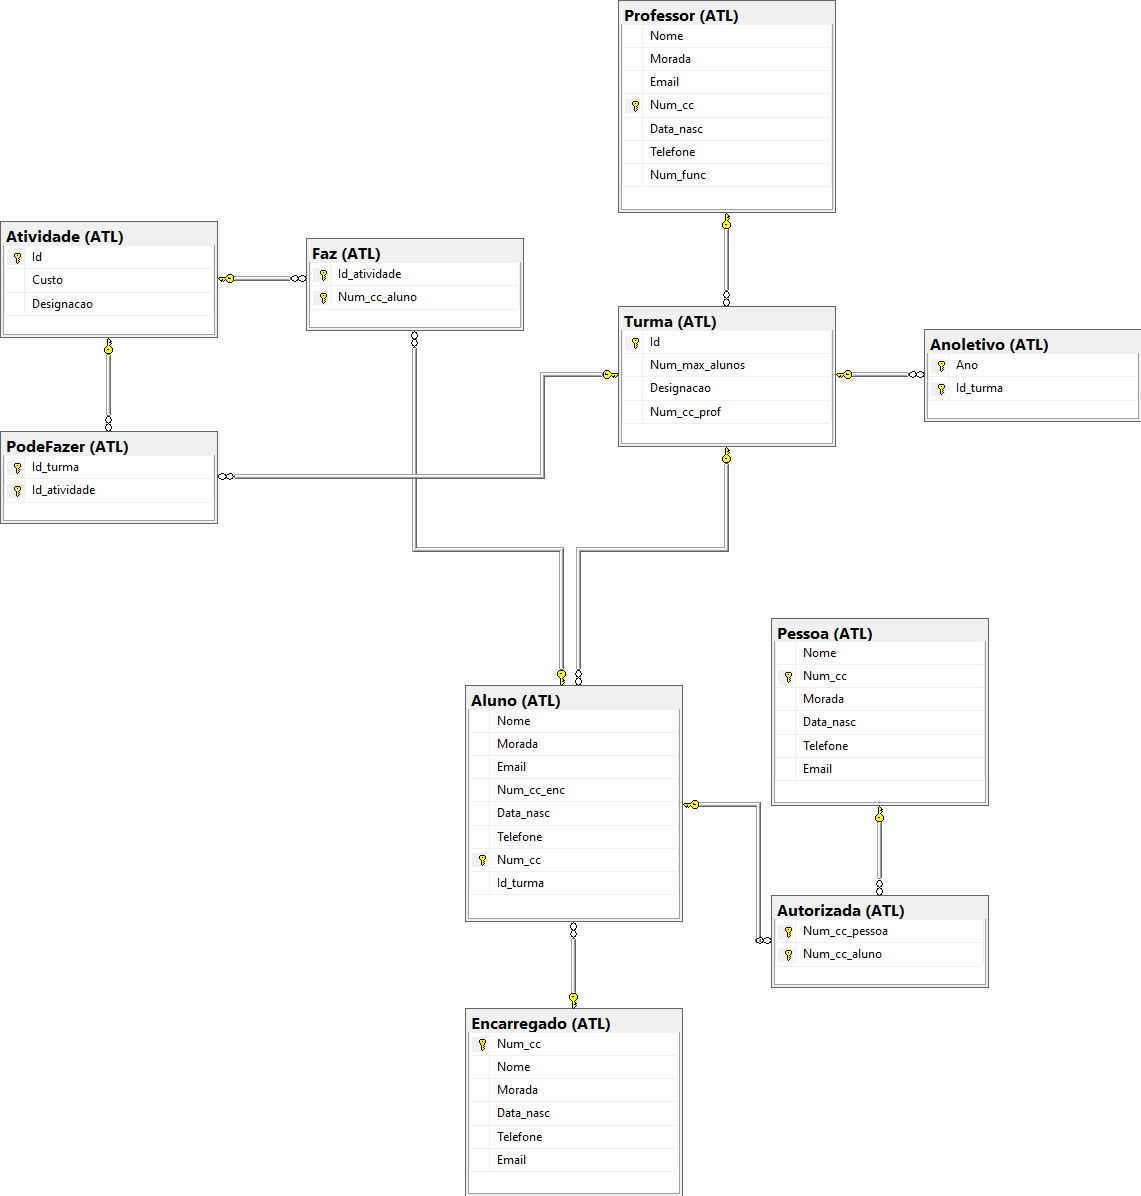 Professor (ATL)
Nome
Morada
Email
Num_cc
Data_nasc
Telefone
Num_func
Atividade (ATL)
Id
Custo
Designacao
Faz (ATL)
Id_atividade
Num_cc_aluno
Turma (ATL)
Id
Num_max_alunos
Designacao
Num_cc_prof
Anoletivo (ATL)
Ano
Id_turma
PodeFazer (ATL)
Id_turma
Id_atividade
Pessoa (ATL)
Nome
Num_cc
Morada
Data_nasc
Telefone
Email
Aluno (ATL)
Nome
Morada
Email
Num_cc_enc
Data_nasc
Telefone
Num_cc
Id_turma
Autorizada (ATL)
Num_cc_pessoa
Num_cc_aluno
Encarregado (ATL)
Num_cc
Nome
Morada
Data_nasc
Telefone
Email